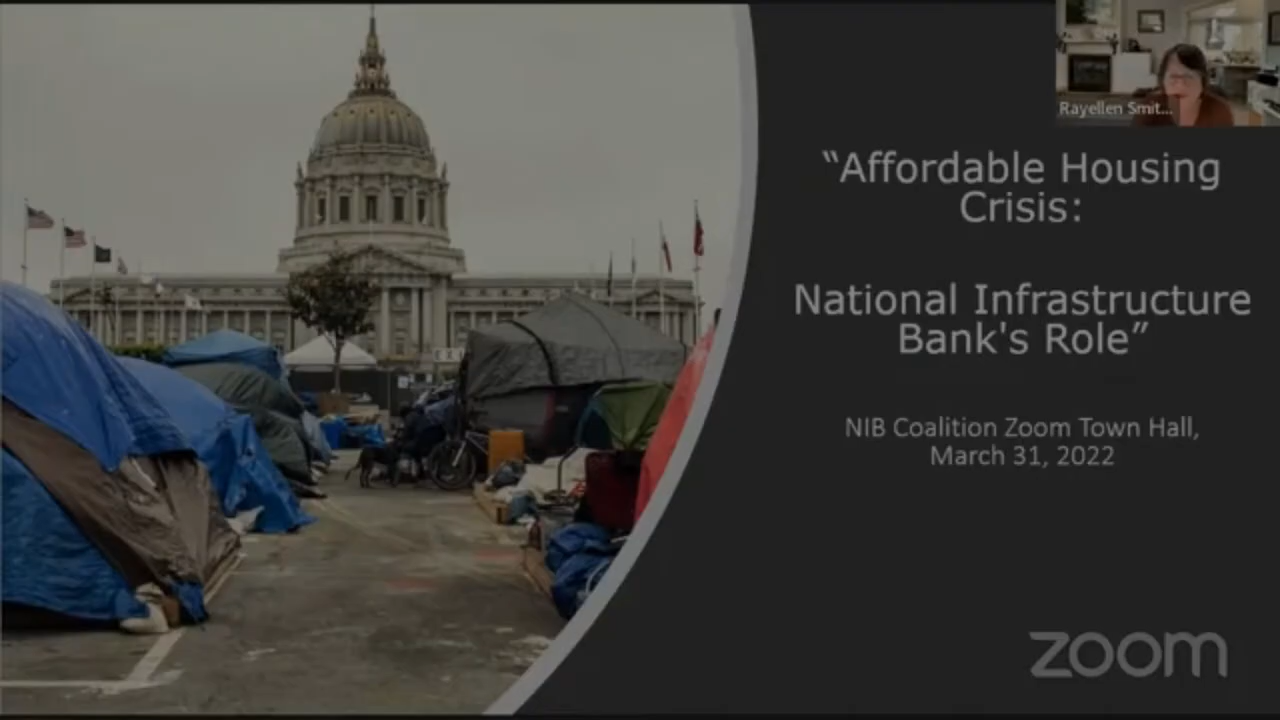 Rayellen Smit...
“Affordable Housing
Crisis:
National Infrastructure
Bank's Role”
NIB Coalition Zoom Town Hall,
March 31, 2022
zoom